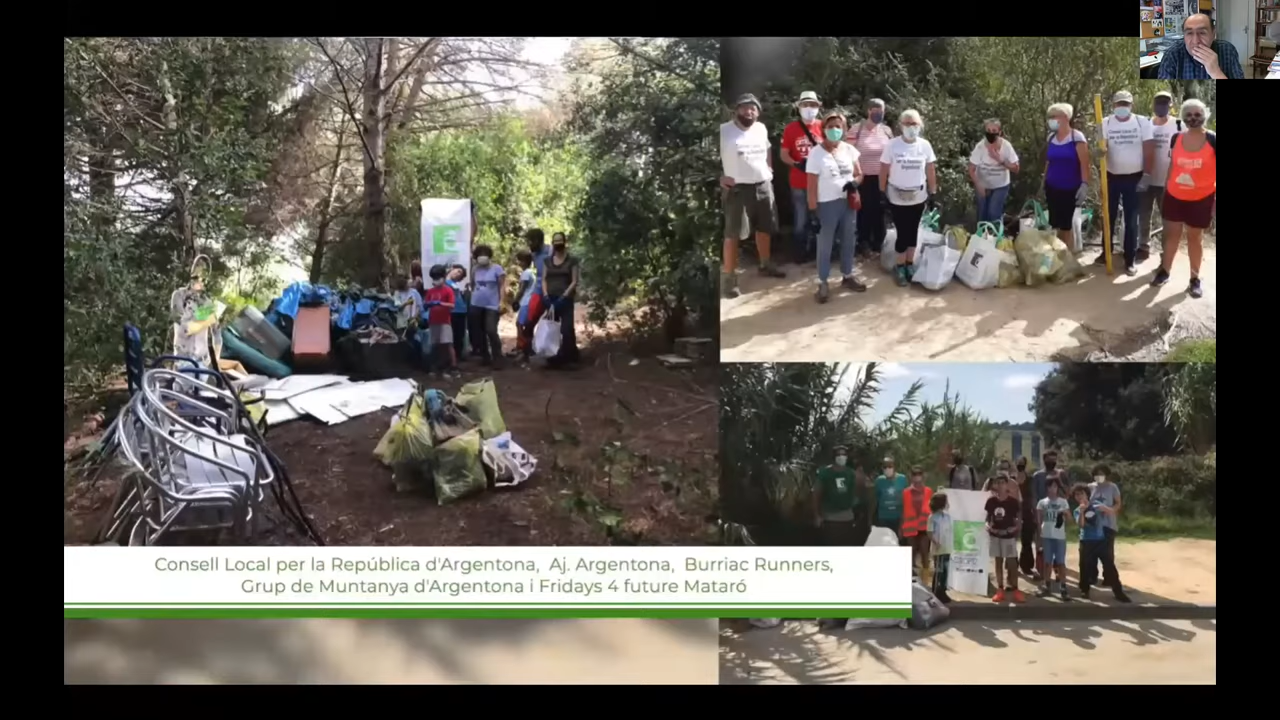 Consell Local per la República d'Argentona, Aj. Argentona, Burriac Runners,
Grup de Muntanya d'Argentona i Fridays 4 future Mataró